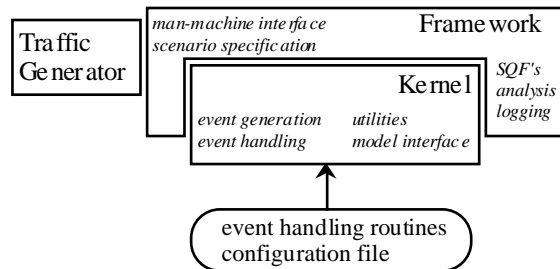 Traffic
Generator
man-machine interface
scenario specification
Framework
SQF's
analysis
logging
Kernel
event generation
event handling
utilities
model interface
event handling routines
configuration file